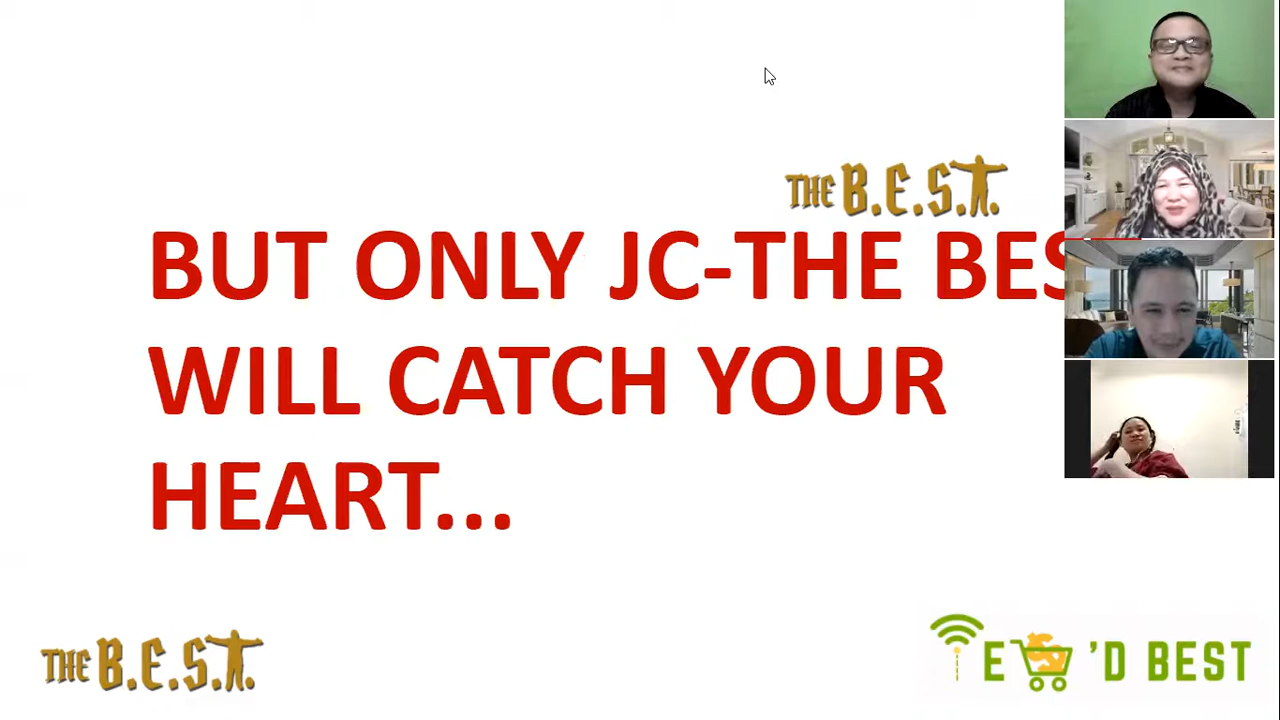 THE B.E.S.T.
BUT ONLY JC-THE BES
WILL CATCH YOUR
HEART...
THE B.E.S.T.
E 'D BEST